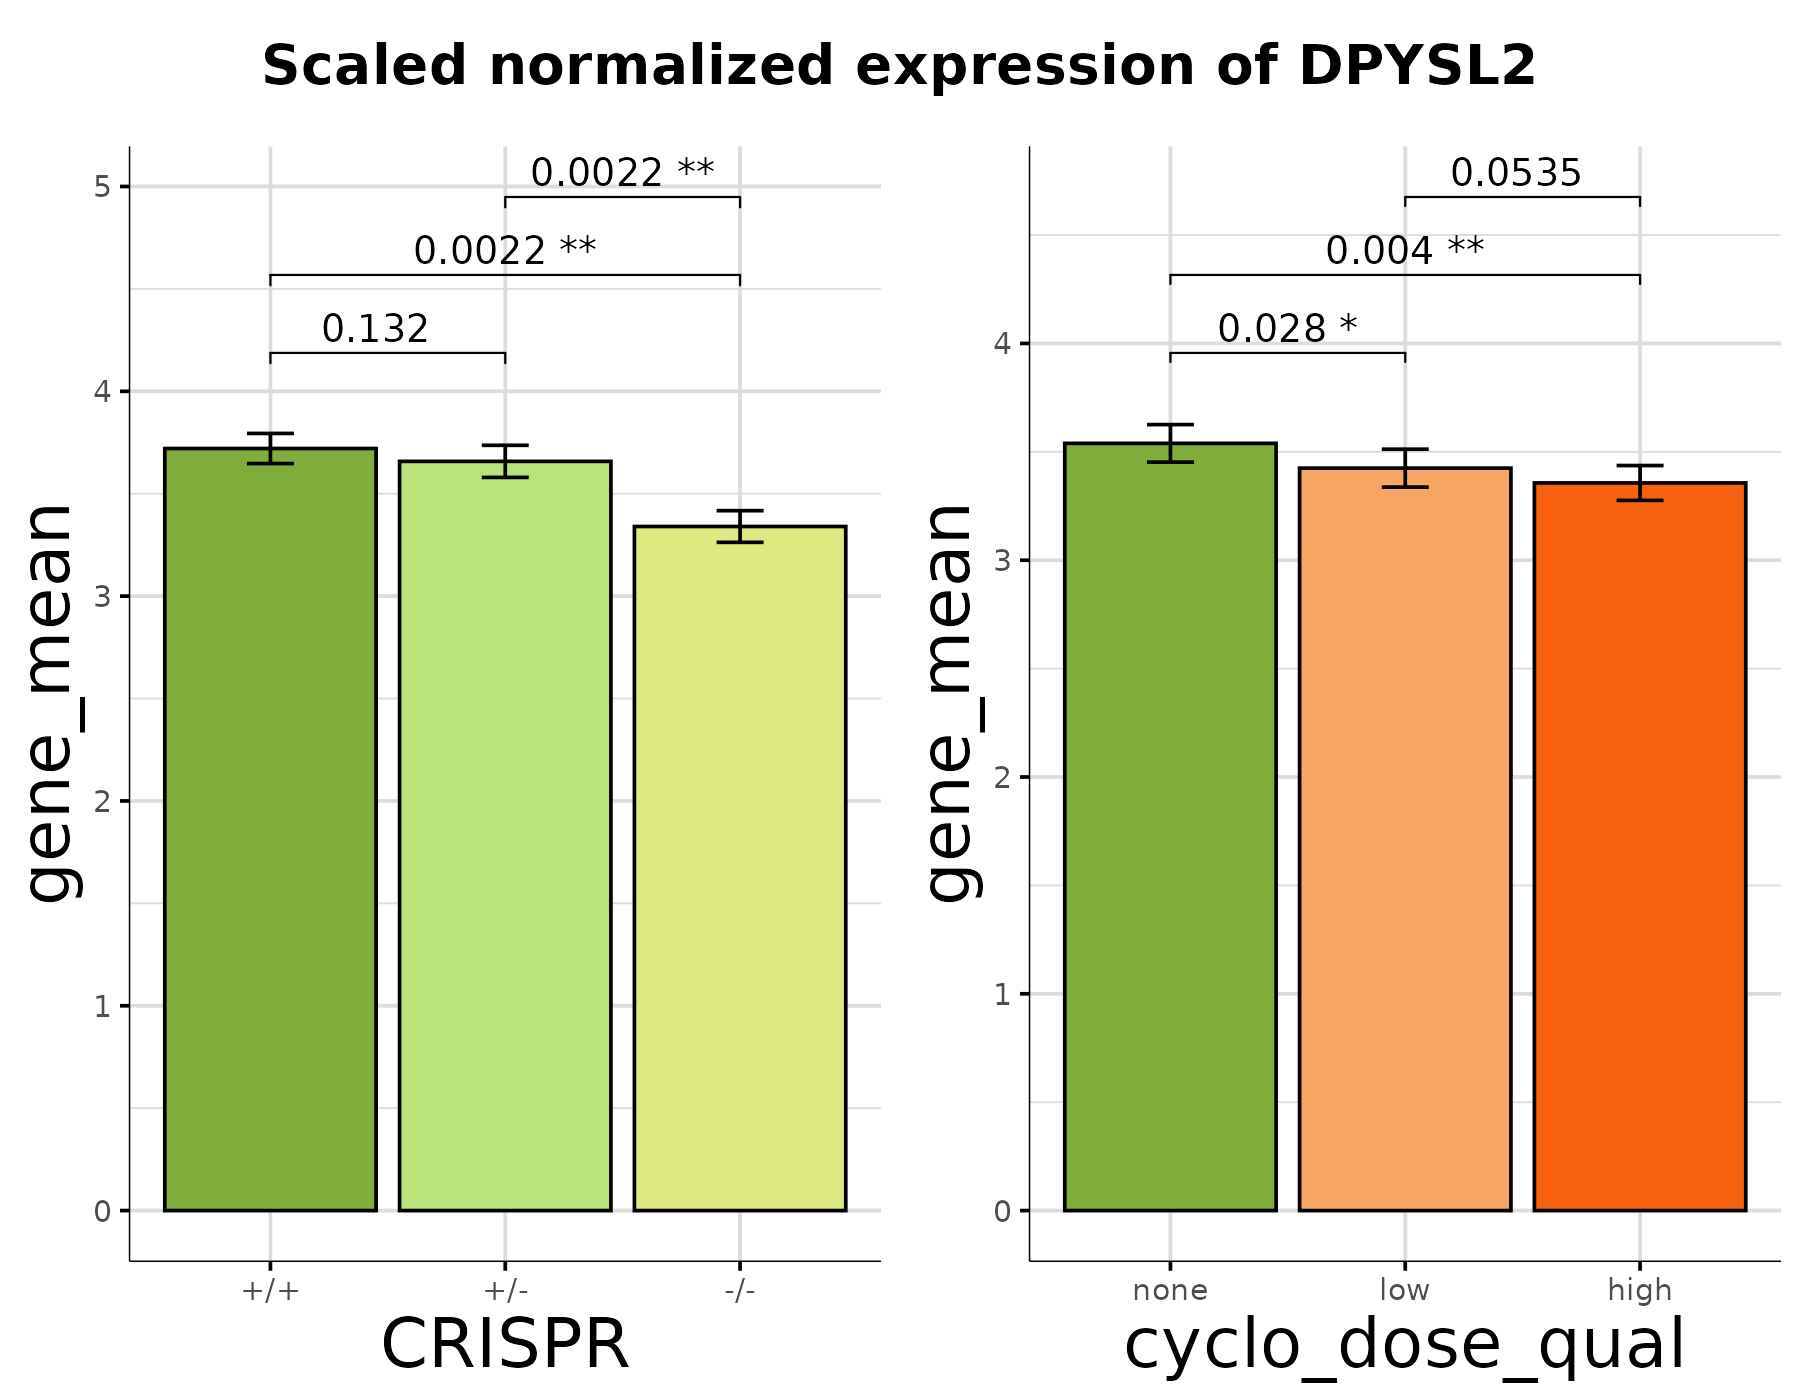 Scaled normalized expression of DPYSL2
gene_mean
5
4
3
2
1
0
0.0022 **
0.0022 **
0.132
+/+
+/-
-/-
CRISPR
gene_mean
4
3
2
1
0
0.0535
0.004 **
0.028 *
none
low
high
cyclo_dose_qual